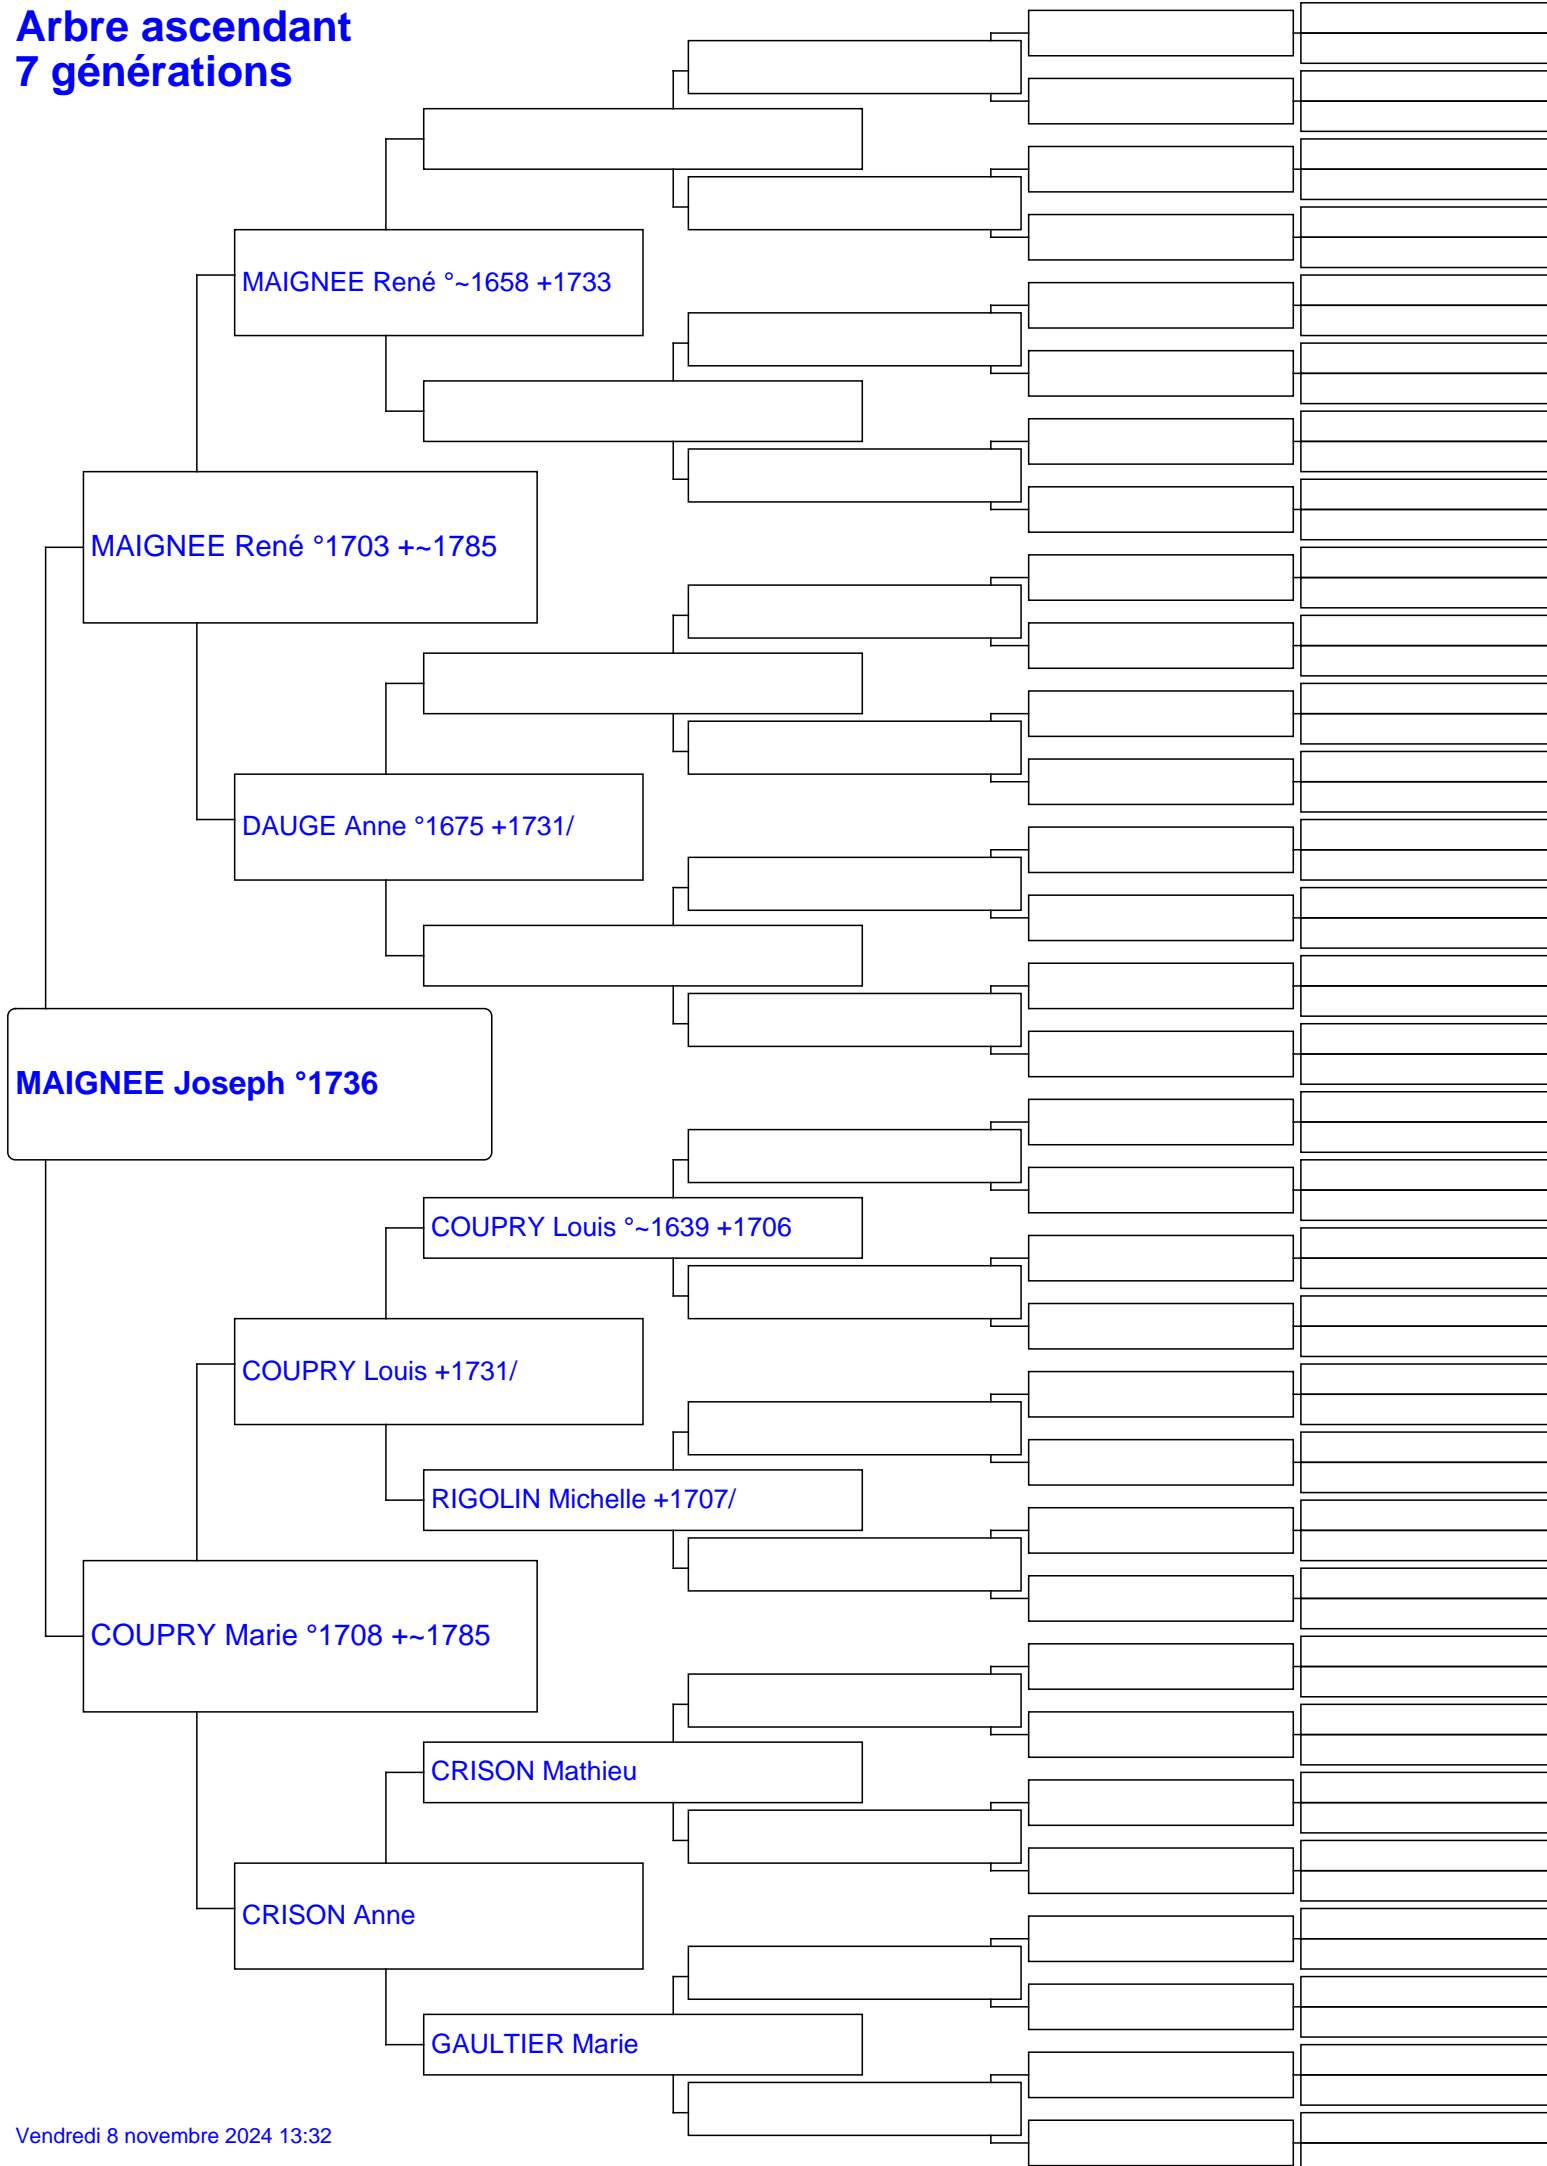 Arbre ascendant
7 générations
MAIGNEE René °~1658 +1733
MAIGNEE René °1703 +~1785
DAUGE Anne °1675 +1731/
MAIGNEE Joseph °1736
COUPRY Louis °~1639 +1706
COUPRY Louis +1731/
RIGOLIN Michelle +1707/
COUPRY Marie °1708 +~1785
CRISON Mathieu
CRISON Anne
GAULTIER Marie
Vendredi 8 novembre 2024 13:32